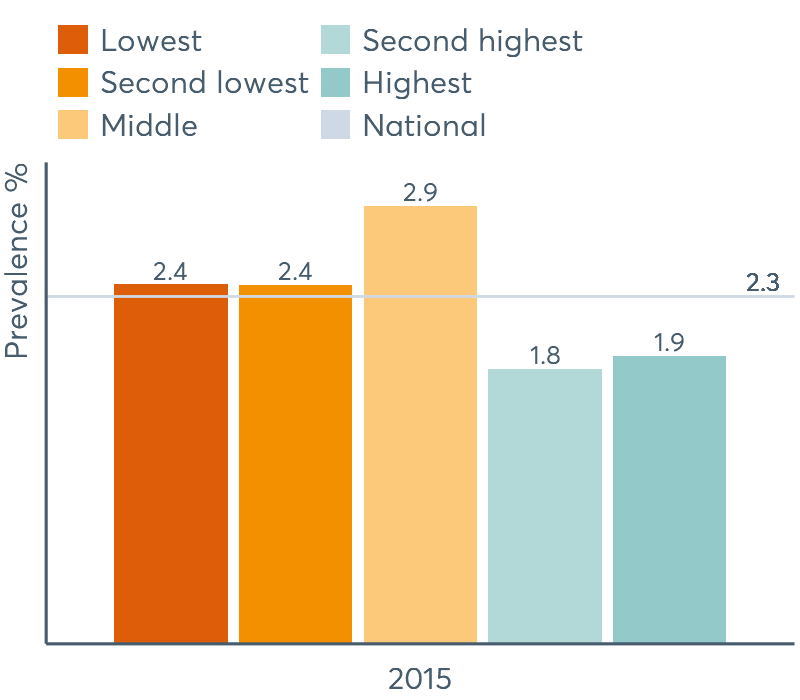 Lowest
Second lowest
Middle
Second highest
Highest
National
Prevalence %
2.4
2.4
2.9
1.8
1.9
2.3
2015